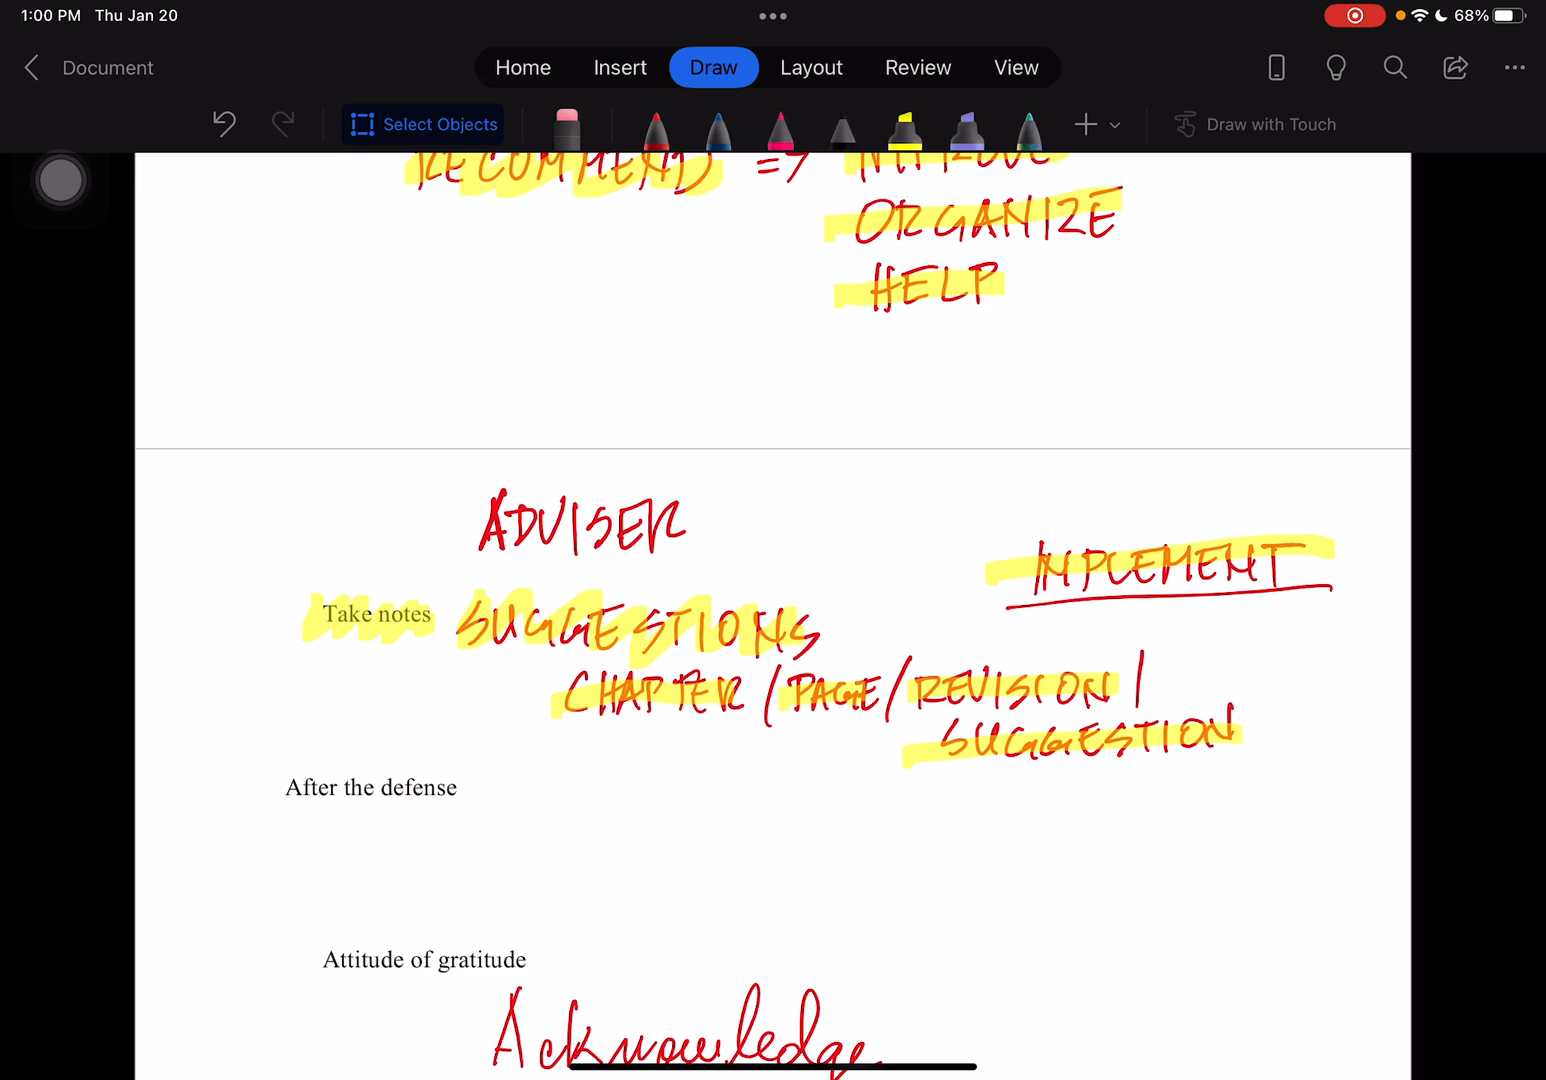 1:00 PM Thu Jan 20
68%
Document
Home Insert Draw Layout Review View
Select Objects
Draw with Touch
RECOMMEND =>
ORGANIZE
HELP
ADVISER
IMPLEMENT
Take notes SUGGESTIONS
CHAPTER / PAGE / REVISION /
SUGGESTION
After the defense
Attitude of gratitude
Acknowledge